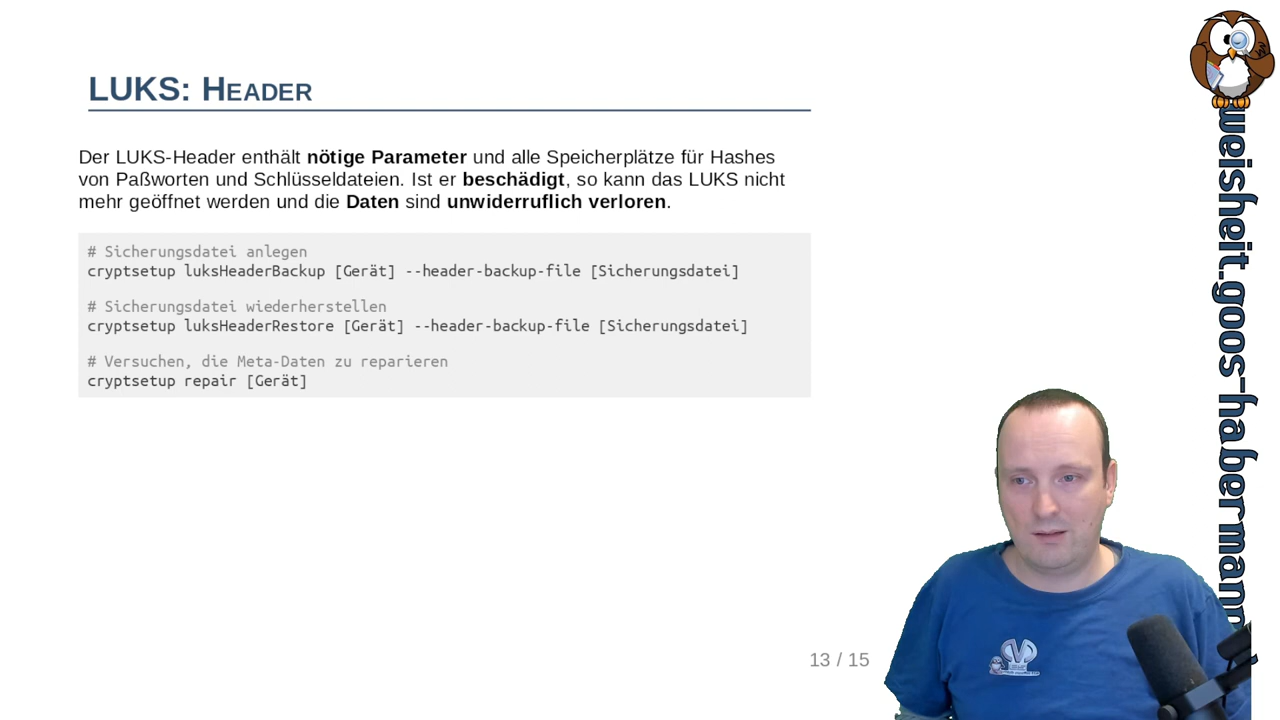 LUKS: HEADER
Der LUKS-Header enthält nötige Parameter und alle Speicherplätze für Hashes
von Paßworten und Schlüsseldateien. Ist er beschädigt, so kann das LUKS nicht
mehr geöffnet werden und die Daten sind unwiderruflich verloren.
# Sicherungsdatei anlegen
cryptsetup luksHeaderBackup [Gerät] --header-backup-file [Sicherungsdatei]
# Sicherungsdatei wiederherstellen
cryptsetup luksHeaderRestore [Gerät] --header-backup-file [Sicherungsdatei]
# Versuchen, die Meta-Daten zu reparieren
cryptsetup repair [Gerät]
13 / 15
weisheit.goos-habermann